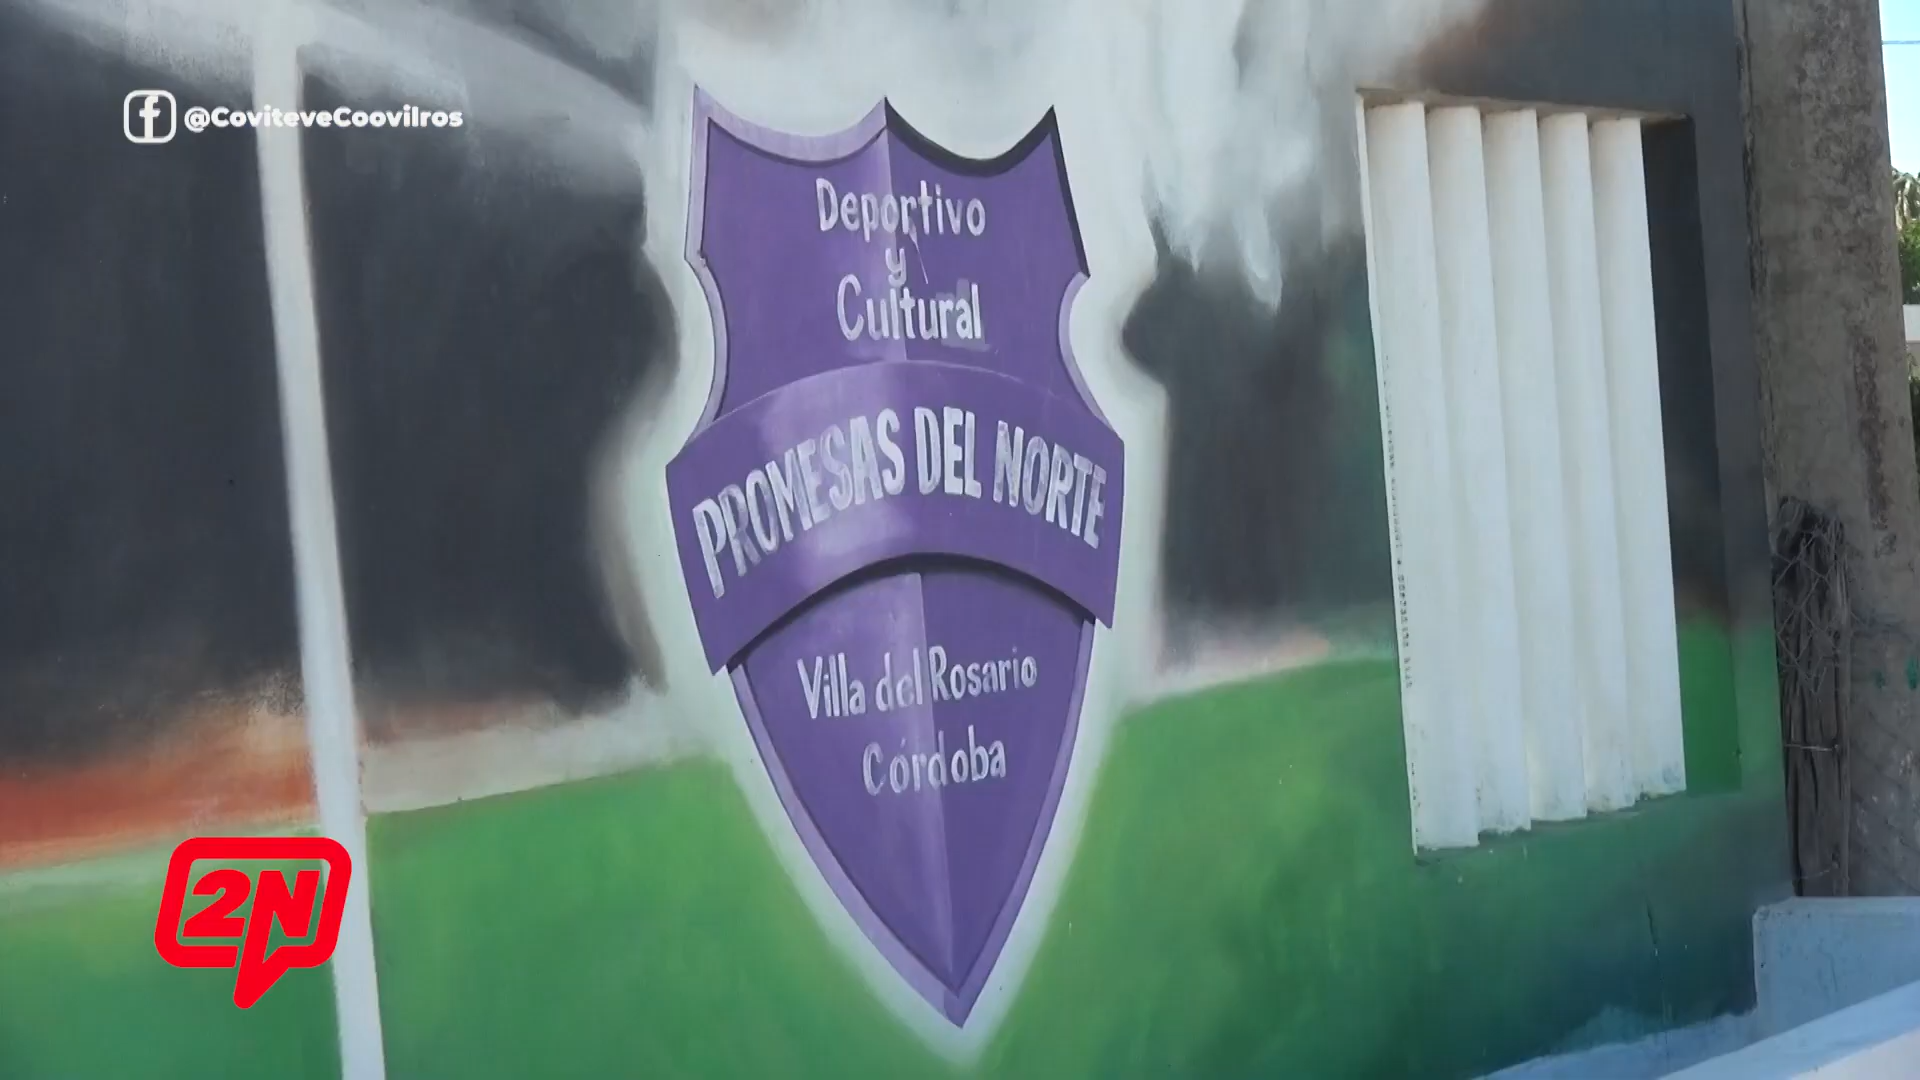 @CoviteveCoovilros
Deportivo
y
Cultural
PROMESAS DEL NORTE
Villa del Rosario
Córdoba
2N